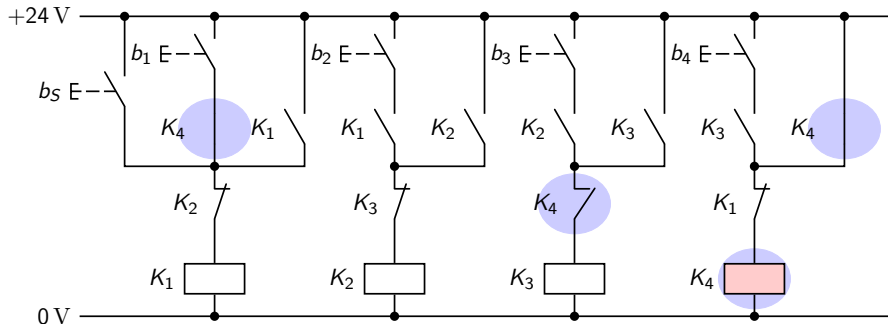 +24 V
b1 b2 b3 b4
bS
K4 K1 K1 K2 K2 K3 K3 K4
K2 K3 K4 K1
K1 K2 K3 K4
0 V